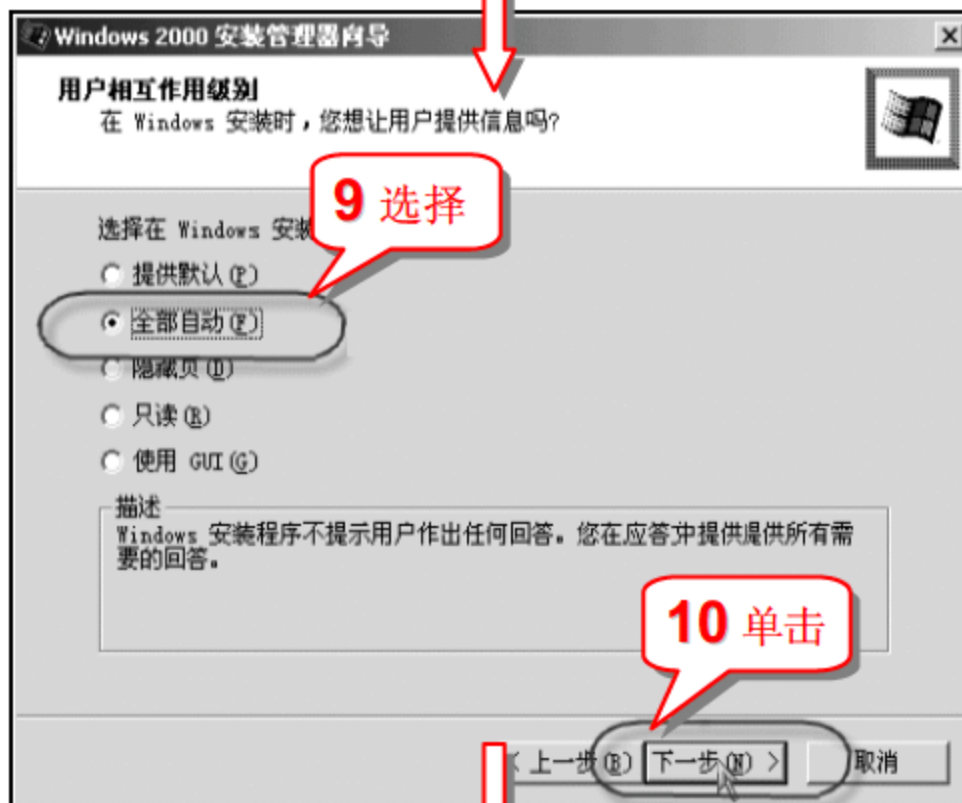 Windows 2000 安装管理器向导
用户相互作用级别
在 Windows 安装时，您想让用户提供信息吗?
9 选择
选择在 Windows 安装
提供默认(P)
全部自动(F)
隐藏页(D)
只读(R)
使用 GUI(G)
描述
Windows 安装程序不提示用户作出任何回答。您在应答中提供提供所有需
要的回答。
10 单击
< 上一步(B) 下一步(N) > 取消